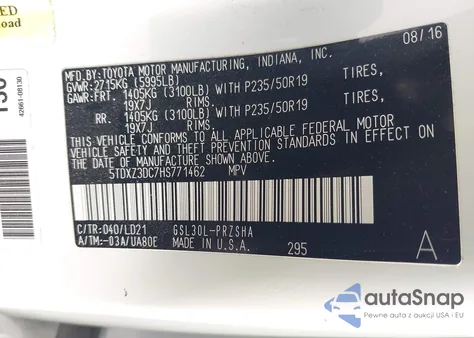 ED
oad
42661-08130
MFD. BY: TOYOTA MOTOR MANUFACTURING, INDIANA, INC. 08/16
GVWR: 2715KG (5995LB)
GAWR: FRT. 1405KG (3100LB) WITH P235/50R19 TIRES,
19X7J RIMS.
RR. 1405KG (3100LB) WITH P235/50R19 TIRES,
19X7J RIMS.
THIS VEHICLE CONFORMS TO ALL APPLICABLE FEDERAL MOTOR
VEHICLE SAFETY AND THEFT PREVENTION STANDARDS IN EFFECT ON
THE DATE OF MANUFACTURE SHOWN ABOVE.
5TDXZ3DC7HS771462 MPV
C/TR: 040/LD21 GSL30L-PRZSHA
A/TM: -03A/UA80E MADE IN U.S.A. 295 A
autoSnap
Pewne auto z aukcji USA i EU